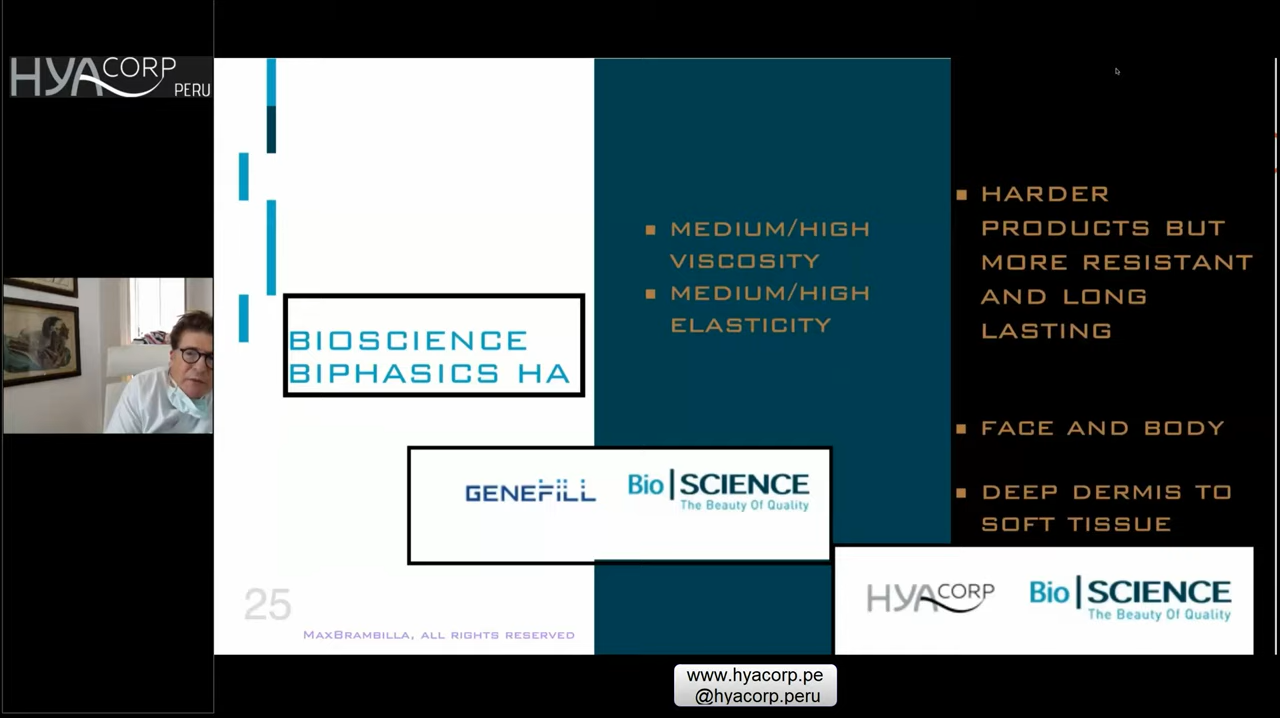 HYACORP
PERU
BIOSCIENCE
BIPHASICS HA
■ MEDIUM/HIGH
VISCOSITY
■ MEDIUM/HIGH
ELASTICITY
■ HARDER
PRODUCTS BUT
MORE RESISTANT
AND LONG
LASTING
■ FACE AND BODY
■ DEEP DERMIS TO
SOFT TISSUE
GENEFILL
Bio|SCIENCE
The Beauty Of Quality
HYACORP
Bio|SCIENCE
The Beauty Of Quality
25
MaxBrambilla, all rights reserved
www.hyacorp.pe
@hyacorp.peru